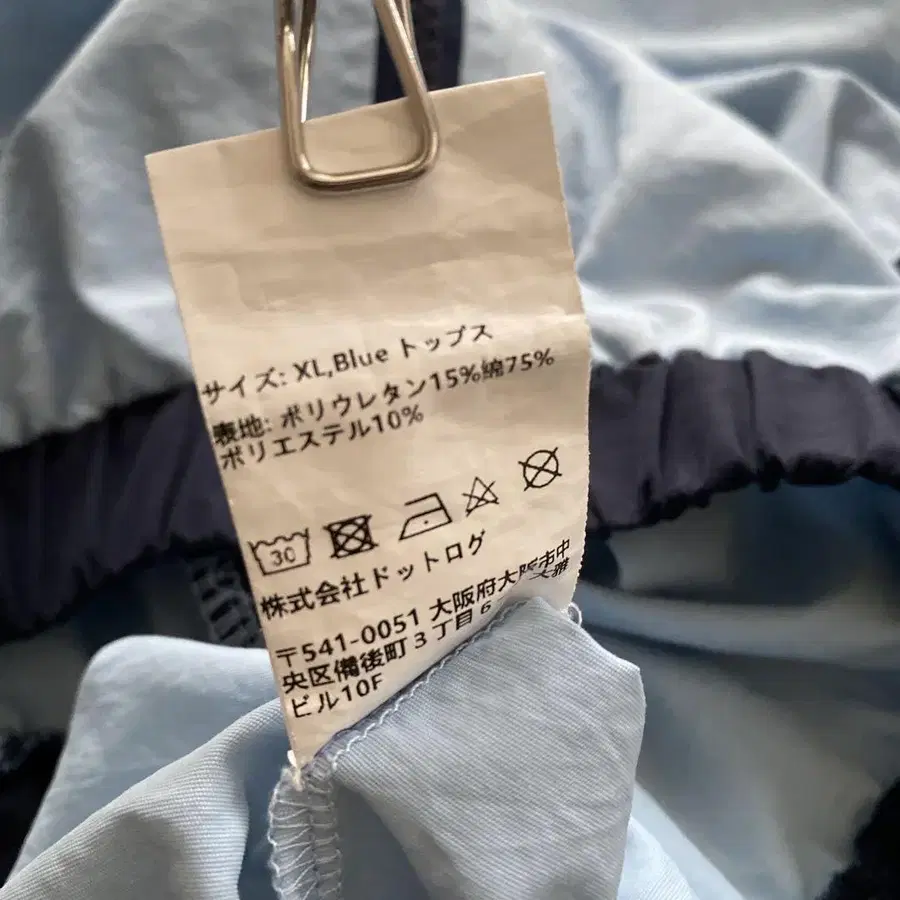 サイズ: XL,Blue トップス
表地: ポリウレタン15%綿75%
ポリエステル10%
30
株式会社ドットログ
〒541-0051 大阪府大阪市中
央区備後町3丁目6 大雅
ビル10F